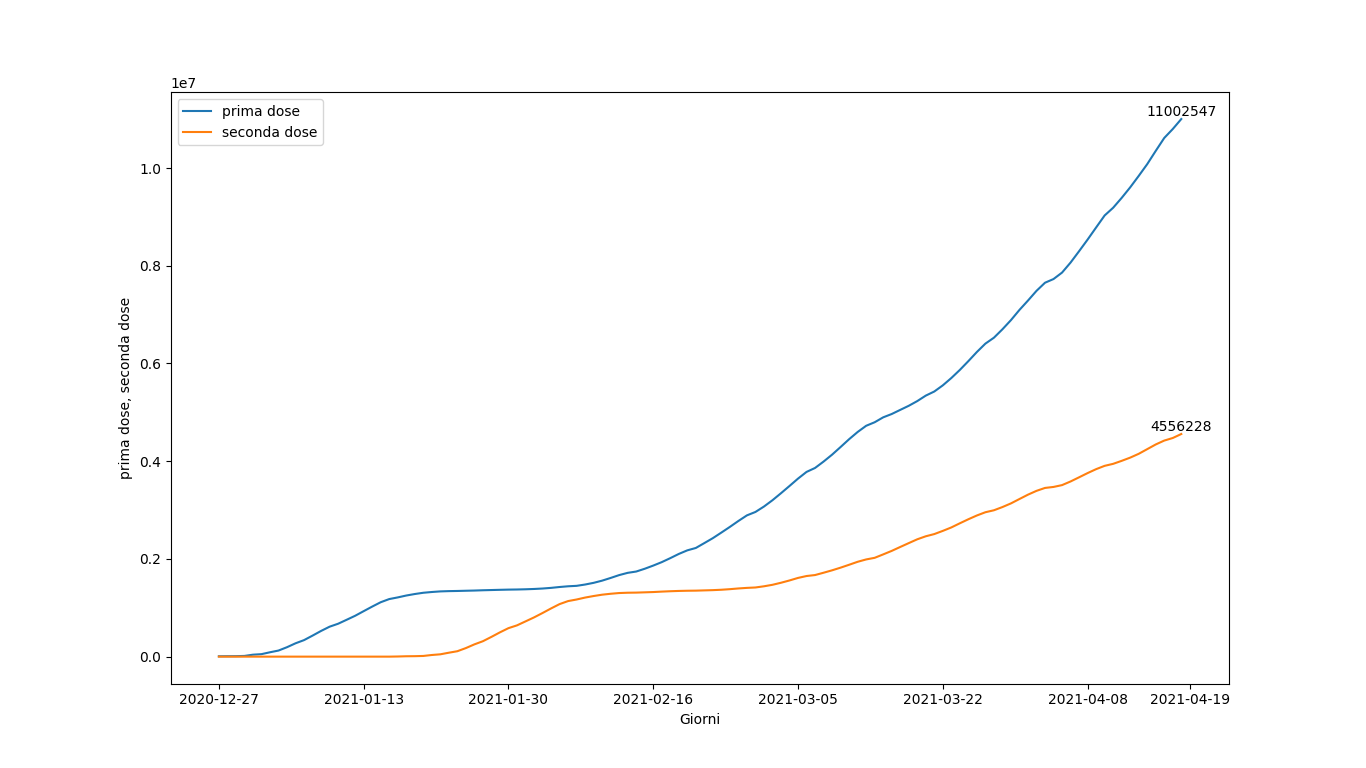 1e7
prima dose
seconda dose
11002547
4556228
1.0
0.8
0.6
0.4
0.2
0.0
prima dose, seconda dose
2020-12-27 2021-01-13 2021-01-30 2021-02-16 2021-03-05 2021-03-22 2021-04-08 2021-04-19
Giorni